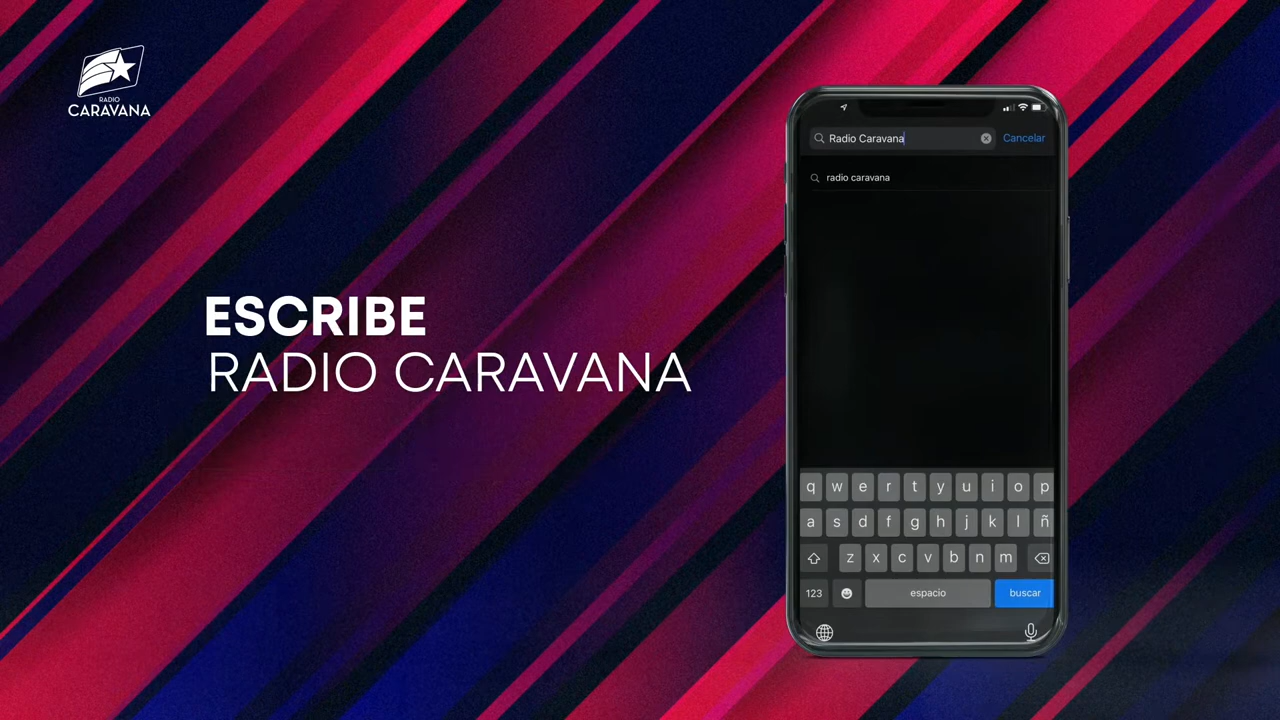 RADIO
CARAVANA
ESCRIBE
RADIO CARAVANA
Radio Caravana
Cancelar
radio caravana
q w e r t y u i o p
a s d f g h j k l ñ
z x c v b n m
123
espacio
buscar